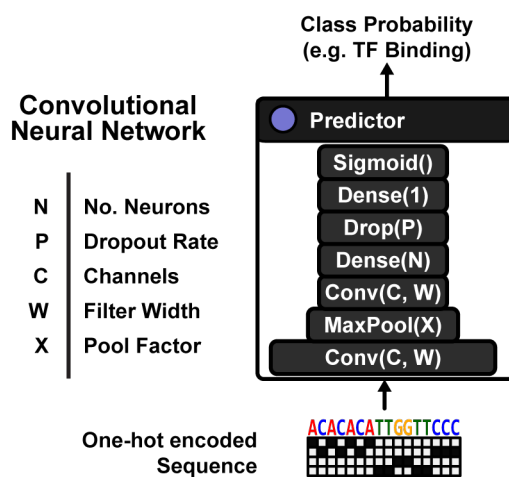 Class Probability
(e.g. TF Binding)
Convolutional
Neural Network
Predictor
Sigmoid()
Dense(1)
Drop(P)
Dense(N)
Conv(C, W)
MaxPool(X)
Conv(C, W)
N No. Neurons
P Dropout Rate
C Channels
W Filter Width
X Pool Factor
ACACACATTGGTTCCC
One-hot encoded
Sequence